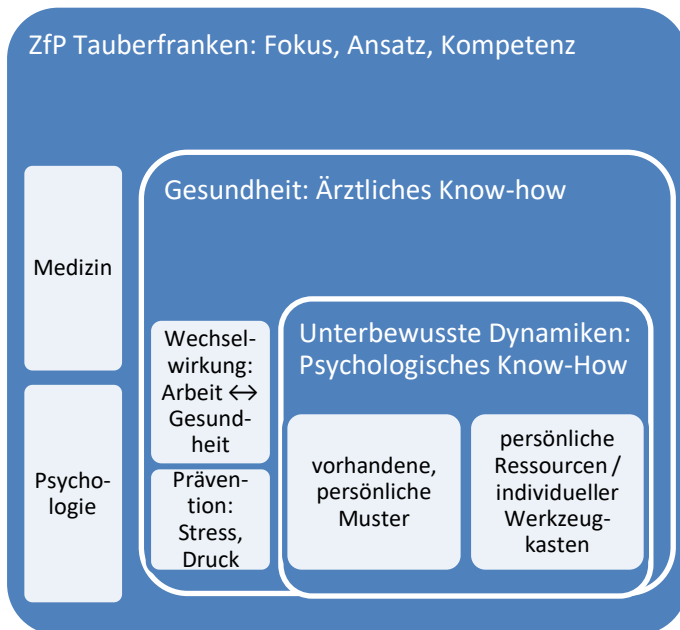 ZfP Tauberfranken: Fokus, Ansatz, Kompetenz
Medizin
Psycho-
logie
Gesundheit: Ärztliches Know-how
Wechsel-
wirkung:
Arbeit ↔
Gesund-
heit
Präven-
tion:
Stress,
Druck
Unterbewusste Dynamiken:
Psychologisches Know-How
vorhandene,
persönliche
Muster
persönliche
Ressourcen /
individueller
Werkzeug-
kasten